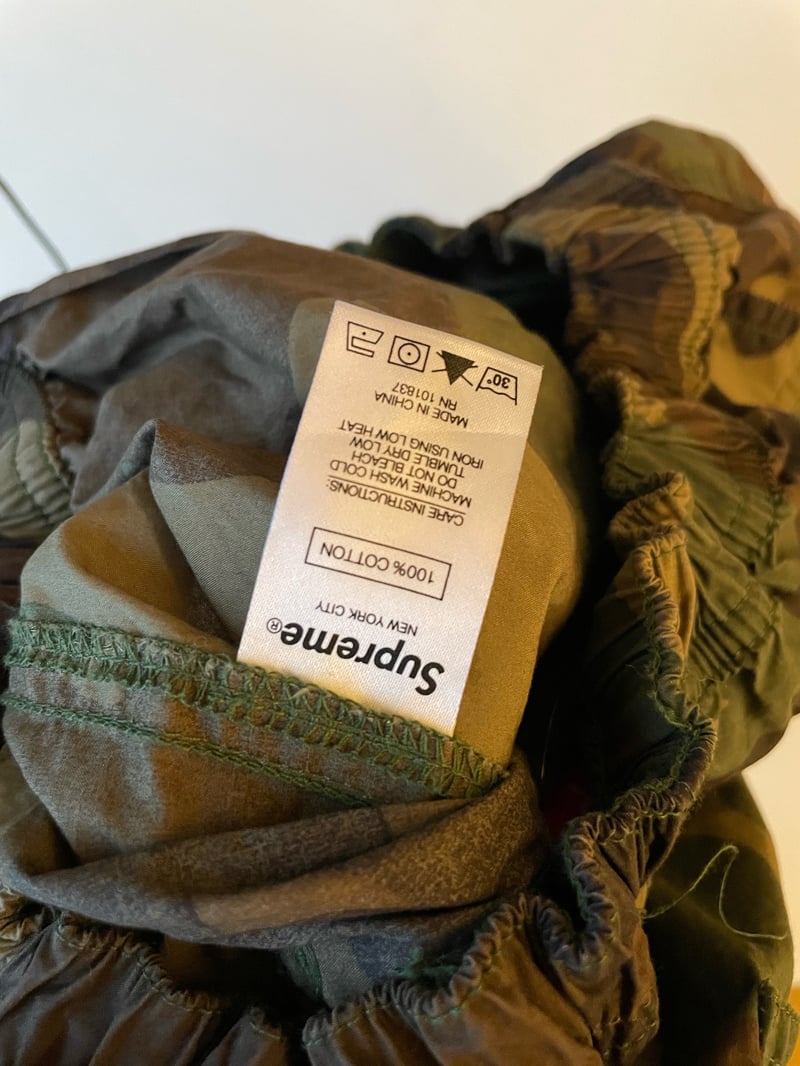 Supreme®
NEW YORK CITY
100% COTTON
CARE INSTRUCTIONS:
MACHINE WASH COLD
DO NOT BLEACH
TUMBLE DRY LOW
IRON USING LOW HEAT
MADE IN CHINA
RN 101837
30°